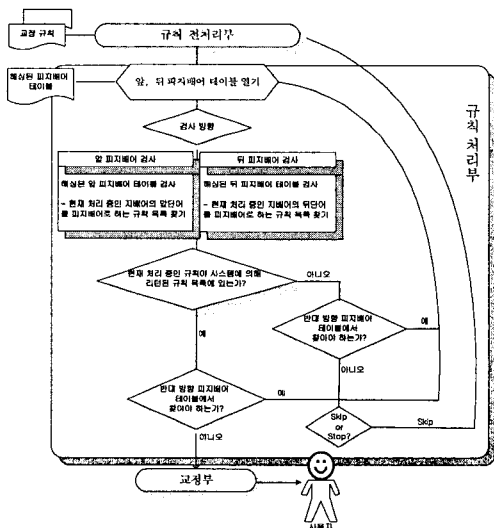 교정 규칙
규칙 전처리부
해싱된 피지배어
테이블
앞, 뒤 피지배어 테이블 열기
규칙 처리부
검사 방향
앞 피지배어 검사
해싱된 앞 피지배어 테이블 검사
- 현재 처리 중인 지배어의 앞단어
를 피지배어로 하는 규칙 목록 찾기
뒤 피지배어 검사
해싱된 뒤 피지배어 테이블 검사
- 현재 처리 중인 지배어의 뒤단어
를 피지배어로 하는 규칙 목록 찾기
현재 처리 중인 규칙이 시스템에 의해
리턴된 규칙 목록에 있는가?
아니오
예
반대 방향 피지배어
테이블에서
찾아야 하는가?
예
아니오
반대 방향 피지배어
테이블에서
찾아야 하는가?
예
아니오
Skip
or
Stop?
Skip
교정부
사용자